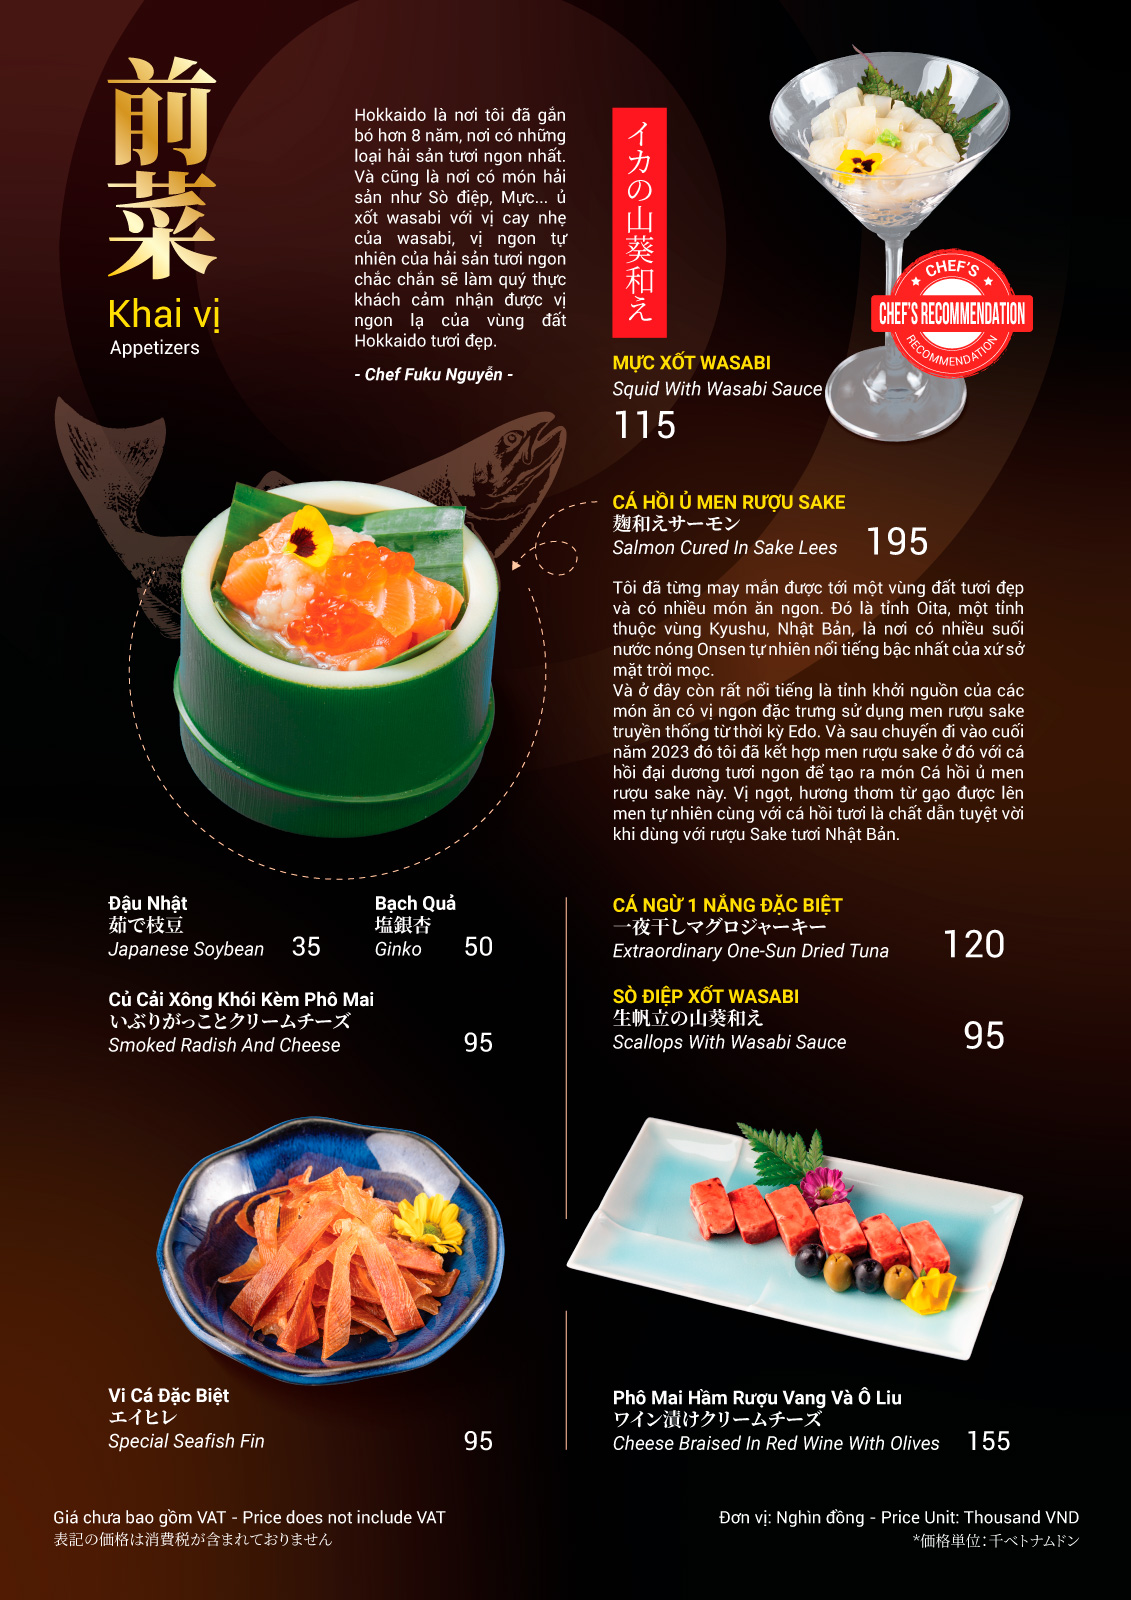 前菜
Khai vị
Appetizers
Hokkaido là nơi tôi đã gắn
bó hơn 8 năm, nơi có những
loại hải sản tươi ngon nhất.
Và cũng là nơi có món hải
sản như Sò điệp, Mực... ủ
xốt wasabi với vị cay nhẹ
của wasabi, vị ngon tự
nhiên của hải sản tươi ngon
chắc chắn sẽ làm quý thực
khách cảm nhận được vị
ngon lạ của vùng đất
Hokkaido tươi đẹp.
- Chef Fuku Nguyễn -
イカの山葵和え
CHEF'S
CHEF'S RECOMMENDATION
RECOMMENDATION
MỰC XỐT WASABI
Squid With Wasabi Sauce
115
CÁ HỒI Ủ MEN RƯỢU SAKE
麹和えサーモン
Salmon Cured In Sake Lees 195
Tôi đã từng may mắn được tới một vùng đất tươi đẹp
và có nhiều món ăn ngon. Đó là tỉnh Oita, một tỉnh
thuộc vùng Kyushu, Nhật Bản, là nơi có nhiều suối
nước nóng Onsen tự nhiên nổi tiếng bậc nhất của xứ sở
mặt trời mọc.
Và ở đây còn rất nổi tiếng là tỉnh khởi nguồn của các
món ăn có vị ngon đặc trưng sử dụng men rượu sake
truyền thống từ thời kỳ Edo. Và sau chuyến đi vào cuối
năm 2023 đó tôi đã kết hợp men rượu sake ở đó với cá
hồi đại dương tươi ngon để tạo ra món Cá hồi ủ men
rượu sake này. Vị ngọt, hương thơm từ gạo được lên
men tự nhiên cùng với cá hồi tươi là chất dẫn tuyệt vời
khi dùng với rượu Sake tươi Nhật Bản.
Đậu Nhật
茹で枝豆
Japanese Soybean 35
Bạch Quả
塩銀杏
Ginko 50
Củ Cải Xông Khói Kèm Phô Mai
いぶりがっことクリームチーズ
Smoked Radish And Cheese 95
CÁ NGỪ 1 NẮNG ĐẶC BIỆT
一夜干しマグロジャーキー
Extraordinary One-Sun Dried Tuna 120
SÒ ĐIỆP XỐT WASABI
生帆立の山葵和え
Scallops With Wasabi Sauce 95
Vi Cá Đặc Biệt
エイヒレ
Special Seafish Fin 95
Phô Mai Hầm Rượu Vang Và Ô Liu
ワイン漬けクリームチーズ
Cheese Braised In Red Wine With Olives 155
Giá chưa bao gồm VAT - Price does not include VAT
表記の価格は消費税が含まれておりません
Đơn vị: Nghìn đồng - Price Unit: Thousand VND
*価格単位：千ベトナムドン